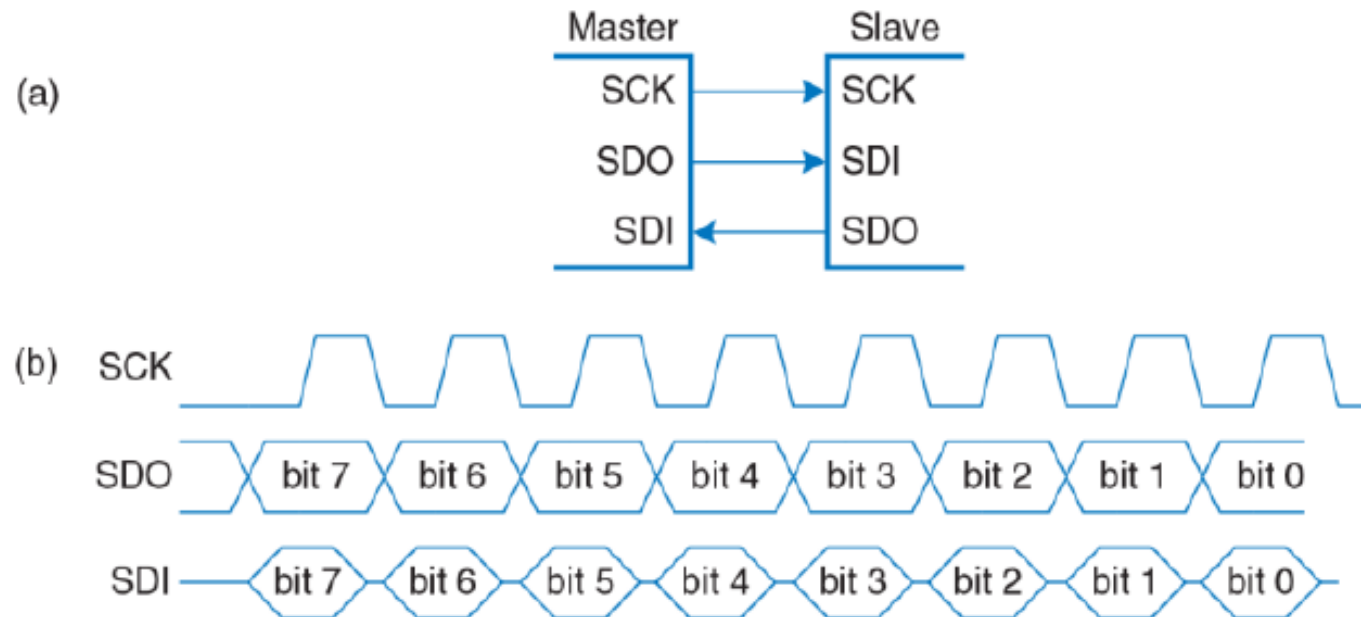 Master Slave
(a) SCK SCK
SDO SDI
SDI SDO
(b) SCK
SDO bit 7 bit 6 bit 5 bit 4 bit 3 bit 2 bit 1 bit 0
SDI bit 7 bit 6 bit 5 bit 4 bit 3 bit 2 bit 1 bit 0